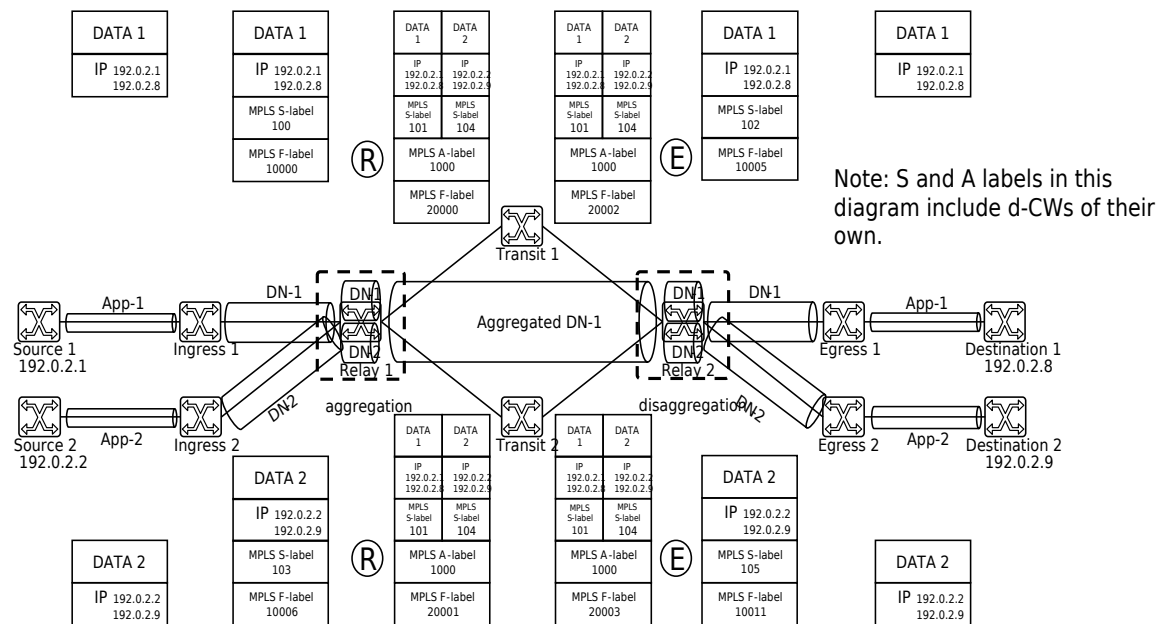 DATA 1
IP 192.0.2.1
192.0.2.8
DATA 1
IP 192.0.2.1
192.0.2.8
MPLS S-label
100
MPLS F-label
10000
R
DATA
1
DATA
2
IP
192.0.2.1
192.0.2.8
IP
192.0.2.2
192.0.2.9
MPLS
S-label
101
MPLS
S-label
104
MPLS A-label
1000
MPLS F-label
20000
DATA
1
DATA
2
IP
192.0.2.1
192.0.2.8
IP
192.0.2.2
192.0.2.9
MPLS
S-label
101
MPLS
S-label
104
MPLS A-label
1000
MPLS F-label
20002
E
DATA 1
IP 192.0.2.1
192.0.2.8
MPLS S-label
102
MPLS F-label
10005
DATA 1
IP 192.0.2.1
192.0.2.8
Note: S and A labels in this
diagram include d-CWs of their
own.
Transit 1
App-1
DN-1
DN-1
Aggregated DN-1
DN-1
DN-1
App-1
Source 1
192.0.2.1
Ingress 1
DN-2
Relay 1
DN-2
Relay 2
Egress 1
Destination 1
192.0.2.8
App-2
DN-2
aggregation
disaggregation
DN-2
App-2
Source 2
192.0.2.2
Ingress 2
Transit 2
Egress 2
Destination 2
192.0.2.9
DATA 2
IP 192.0.2.2
192.0.2.9
DATA 2
IP 192.0.2.2
192.0.2.9
MPLS S-label
103
MPLS F-label
10006
R
DATA
1
DATA
2
IP
192.0.2.1
192.0.2.8
IP
192.0.2.2
192.0.2.9
MPLS
S-label
101
MPLS
S-label
104
MPLS A-label
1000
MPLS F-label
20001
DATA
1
DATA
2
IP
192.0.2.1
192.0.2.8
IP
192.0.2.2
192.0.2.9
MPLS
S-label
101
MPLS
S-label
104
MPLS A-label
1000
MPLS F-label
20003
E
DATA 2
IP 192.0.2.2
192.0.2.9
MPLS S-label
105
MPLS F-label
10011
DATA 2
IP 192.0.2.2
192.0.2.9